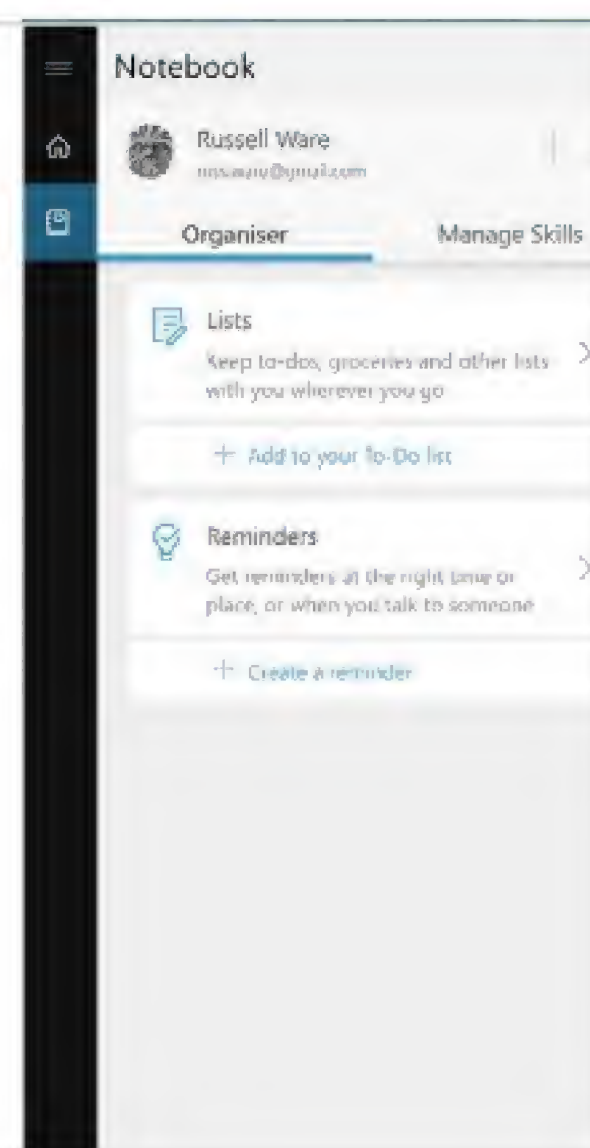 Notebook
Russell Ware
Organiser
Manage Skills
Lists
Keep to-dos, groceries and other lists
with you wherever you go
+ Add to your To-Do list
Reminders
Get reminders at the right time or
place, or when you talk to someone
+ Create a reminder